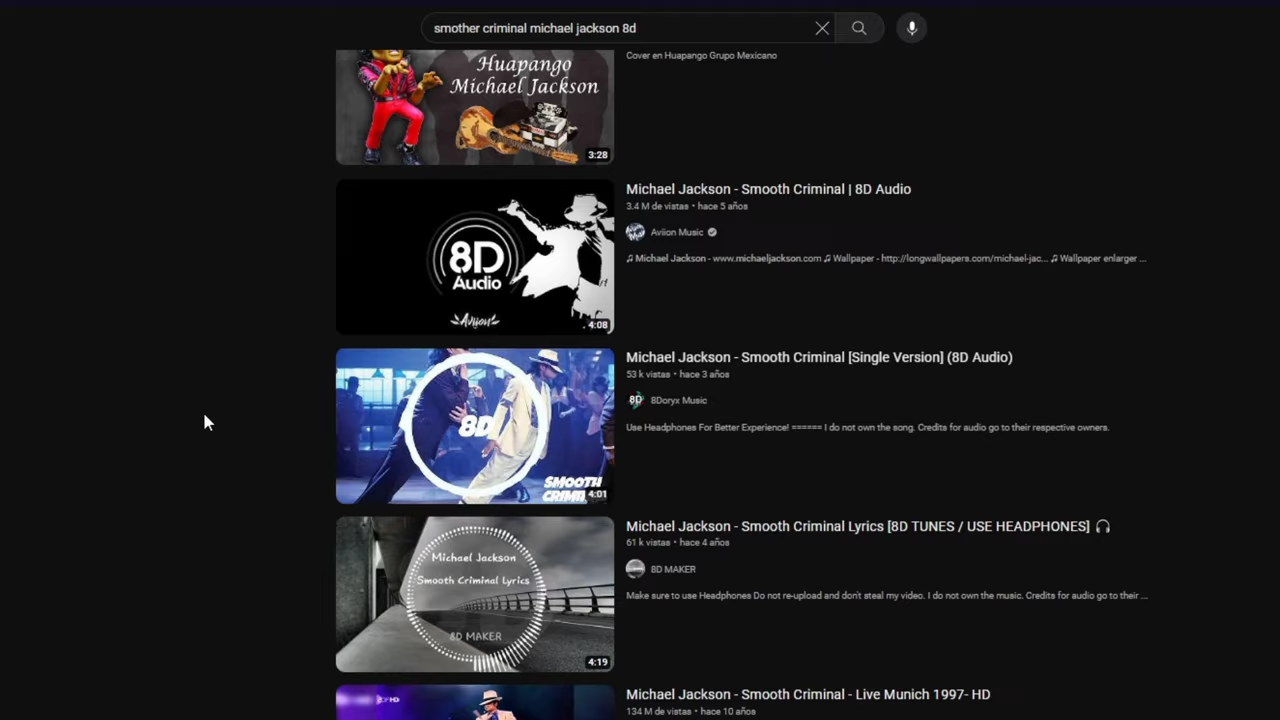 smother criminal michael jackson 8d
Huapango
Michael Jackson
3:28
Cover en Huapango Grupo Mexicano
8D
Audio
Aviion
4:08
Michael Jackson - Smooth Criminal | 8D Audio
3.4 M de vistas • hace 5 años
Aviion Music
♫ Michael Jackson - www.michaeljackson.com ♫ Wallpaper - http://longwallpapers.com/michael-jac... ♫ Wallpaper enlarger ...
8D
SMOOTH
4:01
Michael Jackson - Smooth Criminal [Single Version] (8D Audio)
53 k vistas • hace 3 años
8D
8Doryx Music
Use Headphones For Better Experience! ====== I do not own the song. Credits for audio go to their respective owners.
Michael Jackson
Smooth Criminal Lyrics
8D MAKER
4:19
Michael Jackson - Smooth Criminal Lyrics [8D TUNES / USE HEADPHONES] 🎧
61 k vistas • hace 4 años
8D MAKER
Make sure to use Headphones Do not re-upload and don't steal my video. I do not own the music. Credits for audio go to their ...
HD
Michael Jackson - Smooth Criminal - Live Munich 1997- HD
134 M de vistas • hace 10 años